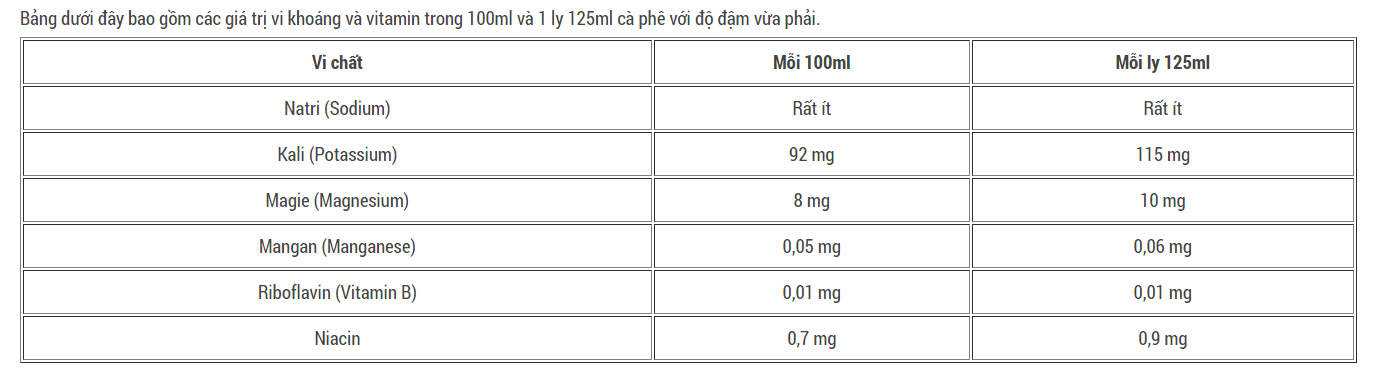 Bảng dưới đây bao gồm các giá trị vi khoáng và vitamin trong 100ml và 1 ly 125ml cà phê với độ đậm vừa phải.
Vi chất Mỗi 100ml Mỗi ly 125ml
Natri (Sodium) Rất ít Rất ít
Kali (Potassium) 92 mg 115 mg
Magie (Magnesium) 8 mg 10 mg
Mangan (Manganese) 0,05 mg 0,06 mg
Riboflavin (Vitamin B) 0,01 mg 0,01 mg
Niacin 0,7 mg 0,9 mg